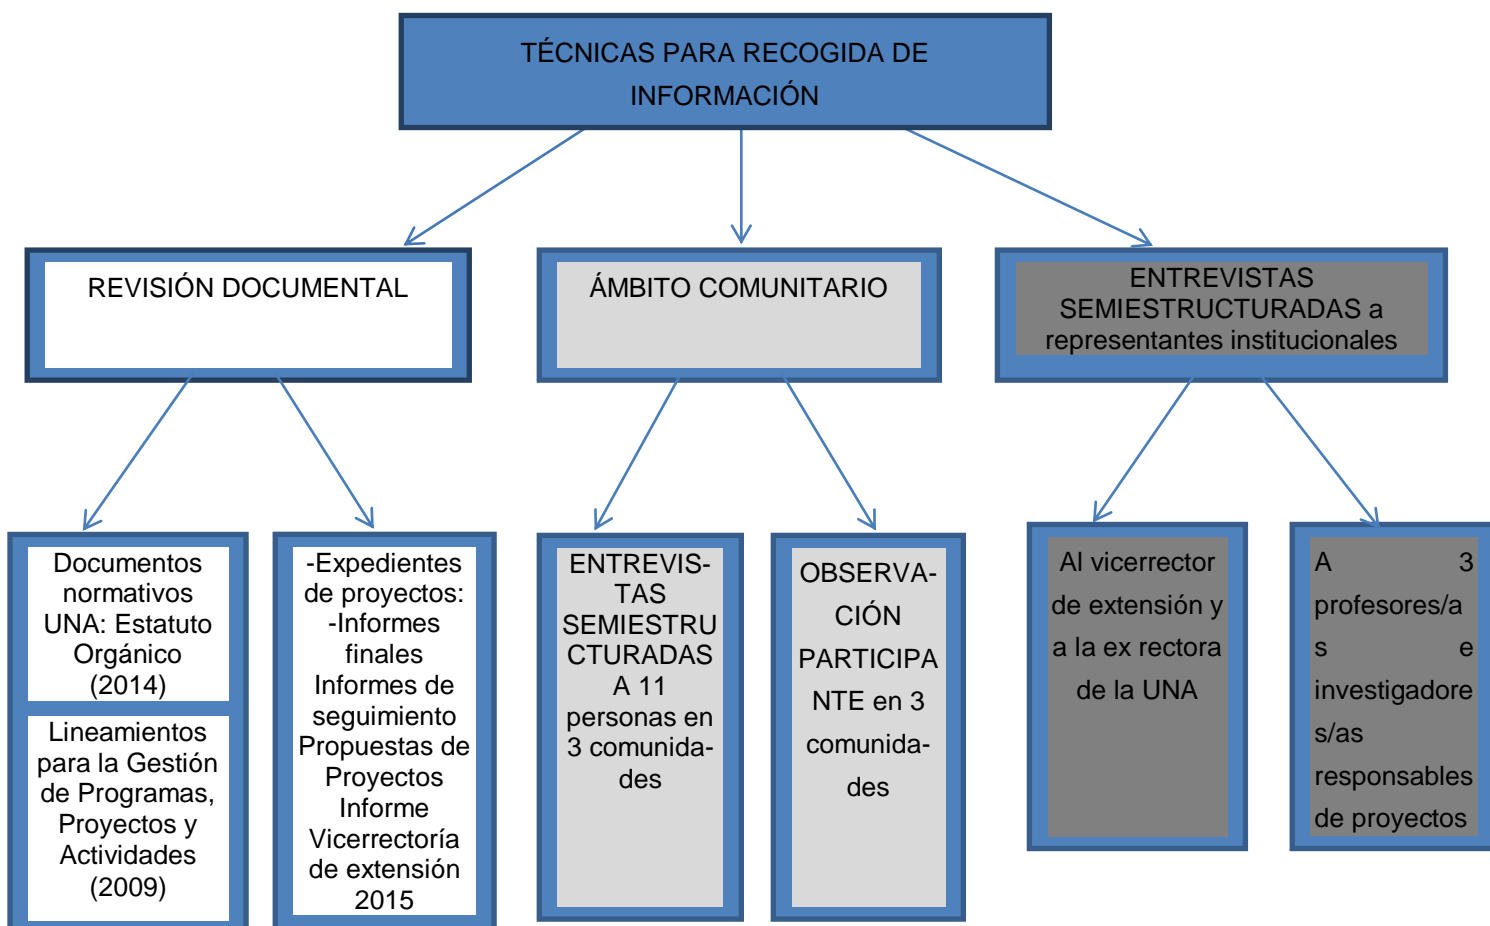 TÉCNICAS PARA RECOGIDA DE
INFORMACIÓN
REVISIÓN DOCUMENTAL
ÁMBITO COMUNITARIO
ENTREVISTAS
SEMIESTRUCTURADAS a
representantes institucionales
Documentos
normativos
UNA: Estatuto
Orgánico
(2014)
Lineamientos
para la Gestión
de Programas,
Proyectos y
Actividades
(2009)
-Expedientes
de proyectos:
-Informes
finales
Informes de
seguimiento
Propuestas de
Proyectos
Informe
Vicerrectoría
de extensión
2015
ENTREVIS-
TAS
SEMIESTRU
CTURADAS
A 11
personas en
3 comunida-
des
OBSERVA-
CIÓN
PARTICIPA
NTE en 3
comunida-
des
Al vicerrector
de extensión y
a la ex rectora
de la UNA
A 3
profesores/a
s e
investigadore
s/as
responsables
de proyectos